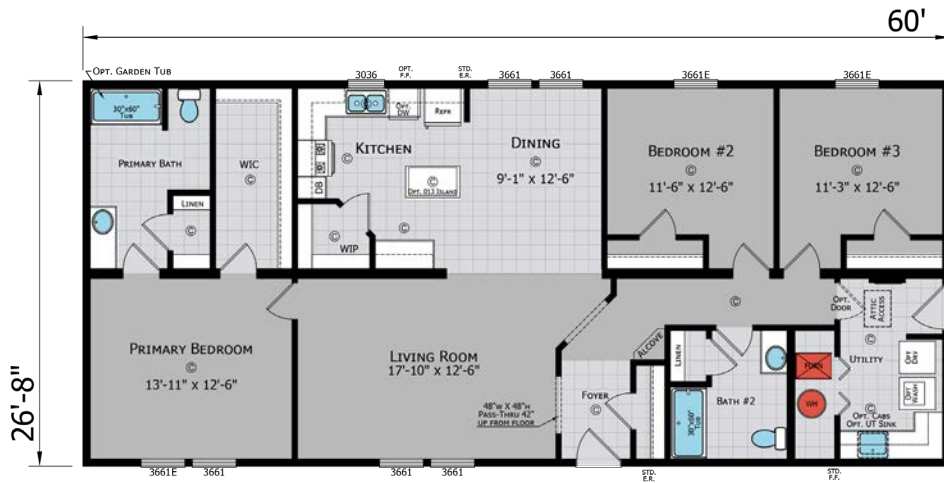 60'
OPT. GARDEN TUB
3036
OPT.
F.F.
STD.
E.R.
3661
3661
3661E
3661E
30"x60"
TUB
PRIMARY BATH
LINEN
©
WIC
©
OPT.
DW
REFR
KITCHEN
©
DB
©
OPT. 013 ISLAND
WIP
©
DINING
©
9'-1" x 12'-6"
BEDROOM #2
©
11'-6" x 12'-6"
BEDROOM #3
©
11'-3" x 12'-6"
26'-8"
PRIMARY BEDROOM
©
13'-11" x 12'-6"
LIVING ROOM
17'-10" x 12'-6"
48"W X 48"H
PASS-THRU 42"
UP FROM FLOOR
FOYER
©
ALCOVE
©
LINEN
BATH #2
30"x60"
TUB
OPT.
DOOR
ATTIC
ACCESS
FURN
WH
UTILITY
©
OPT
DRY
OPT
WASH
OPT. CABS
OPT. UT SINK
3661E
3661
3661
3661
STD.
E.R.
STD.
F.F.